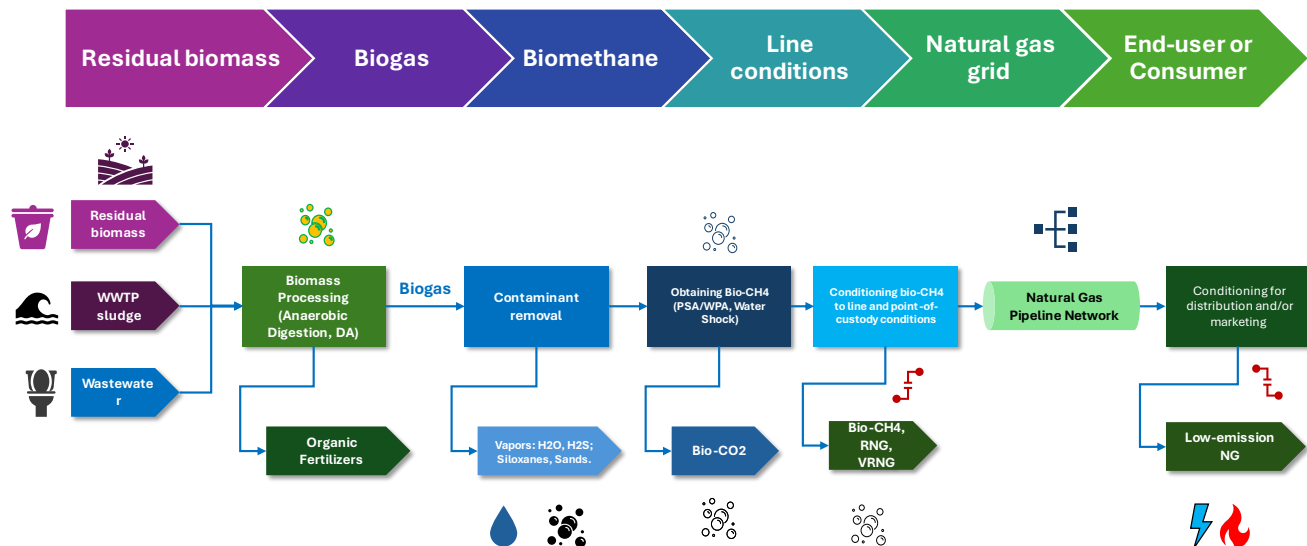 Residual biomass
Biogas
Biomethane
Line
conditions
Natural gas
grid
End-user or
Consumer
Residual
biomass
WWTP
sludge
Wastewate
r
Biomass
Processing
(Anaerobic
Digestion, DA)
Biogas
Contaminant
removal
Obtaining Bio-CH4
(PSA/WPA, Water
Shock)
Conditioning bio-CH4
to line and point-of-
custody conditions
Natural Gas
Pipeline Network
Conditioning for
distribution and/or
marketing
Organic
Fertilizers
Vapors: H2O, H2S;
Siloxanes, Sands.
Bio-CO2
Bio-CH4,
RNG,
VRNG
Low-emission
NG